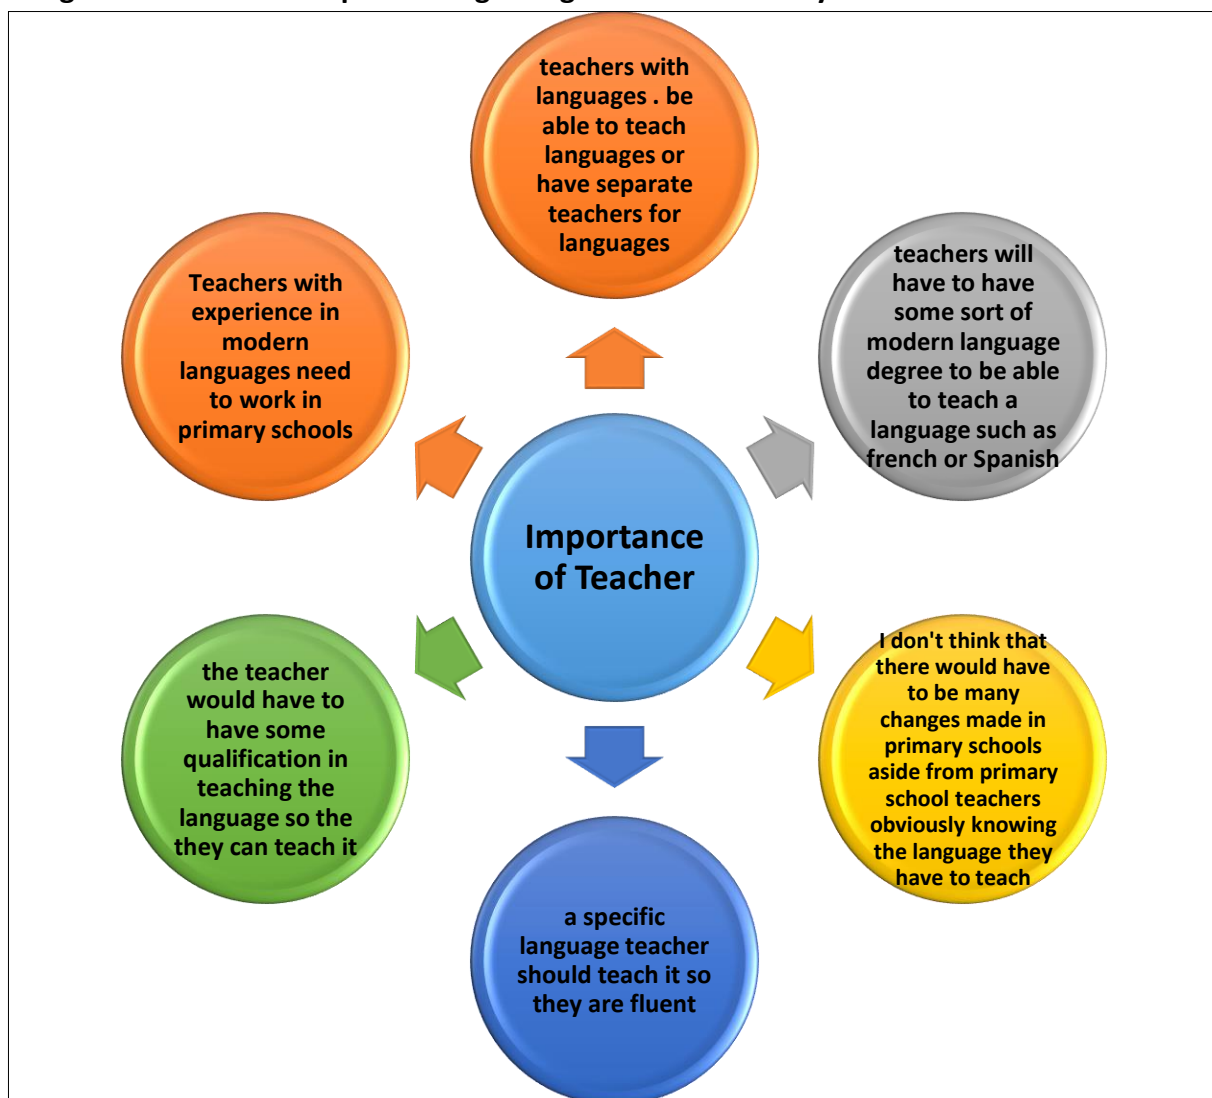 teachers with
languages . be
able to teach
languages or
have separate
teachers for
languages
teachers will
have to have
some sort of
modern language
degree to be able
to teach a
language such as
french or Spanish
Teachers with
experience in
modern
languages need
to work in
primary schools
Importance
of Teacher
the teacher
would have to
have some
qualification in
teaching the
language so the
they can teach it
I don't think that
there would have
to be many
changes made in
primary schools
aside from primary
school teachers
obviously knowing
the language they
have to teach
a specific
language teacher
should teach it so
they are fluent